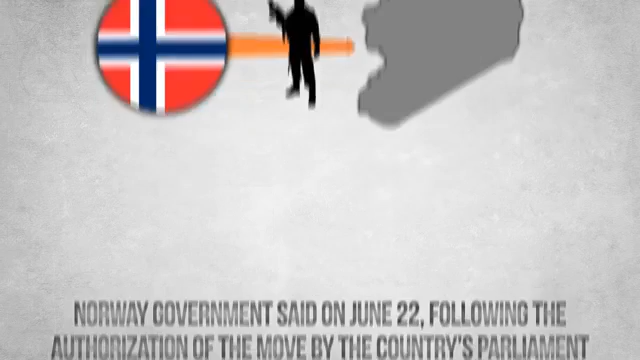 NORWAY GOVERNMENT SAID ON JUNE 22, FOLLOWING THE
AUTHORIZATION OF THE MOVE BY THE COUNTRY'S PARLIAMENT